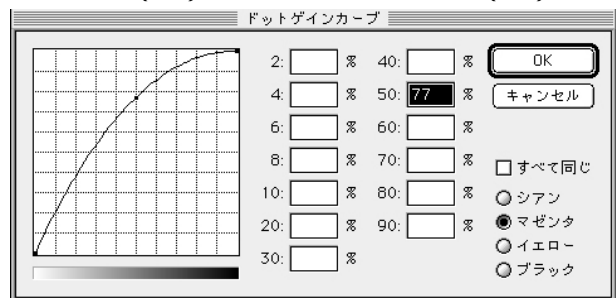 ドットゲインカーブ
2: % 40: % OK
4: % 50: 77 % キャンセル
6: % 60: %
8: % 70: % すべて同じ
10: % 80: % シアン
20: % 90: % マゼンタ
30: % イエロー
ブラック